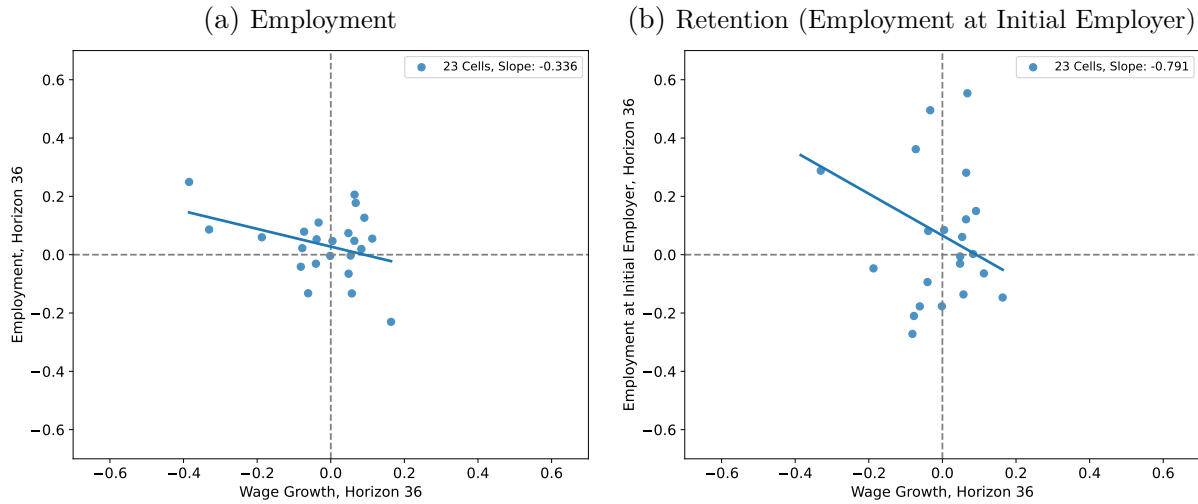 (a) Employment
23 Cells, Slope: -0.336
Employment, Horizon 36
0.6
0.4
0.2
0.0
−0.2
−0.4
−0.6
−0.6 −0.4 −0.2 0.0 0.2 0.4 0.6
Wage Growth, Horizon 36
(b) Retention (Employment at Initial Employer)
23 Cells, Slope: -0.791
Employment at Initial Employer, Horizon 36
0.6
0.4
0.2
0.0
−0.2
−0.4
−0.6
−0.6 −0.4 −0.2 0.0 0.2 0.4 0.6
Wage Growth, Horizon 36